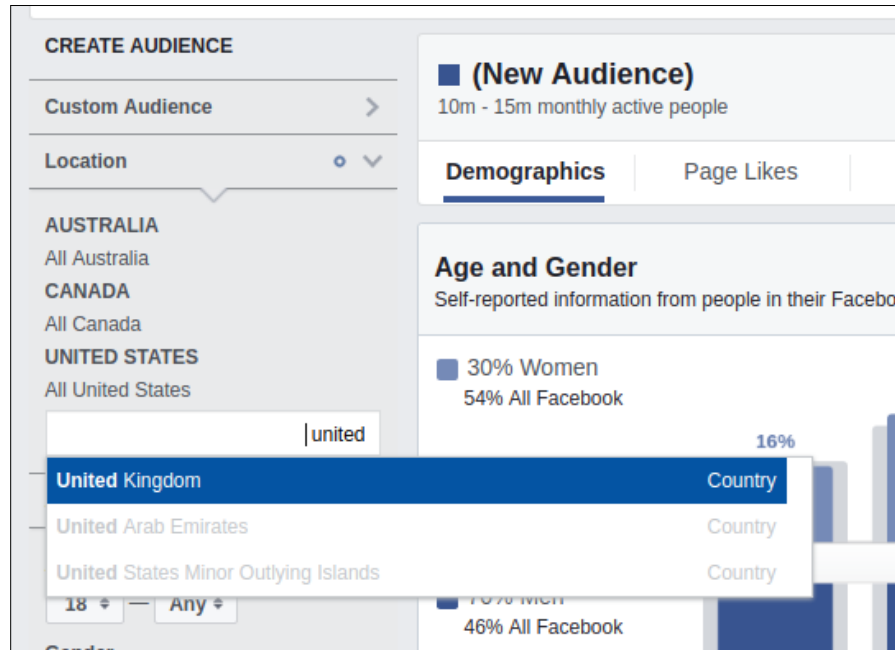 CREATE AUDIENCE
Custom Audience
Location
AUSTRALIA
All Australia
CANADA
All Canada
UNITED STATES
All United States
united
United Kingdom Country
United Arab Emirates Country
United States Minor Outlying Islands Country
18 — Any
(New Audience)
10m - 15m monthly active people
Demographics Page Likes
Age and Gender
Self-reported information from people in their Facebo
30% Women
54% All Facebook
16%
70% Men
46% All Facebook
Gender